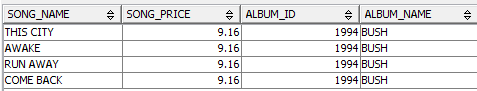 SONG_NAME SONG_PRICE ALBUM_ID ALBUM_NAME
THIS CITY 9.16 1994 BUSH
AWAKE 9.16 1994 BUSH
RUN AWAY 9.16 1994 BUSH
COME BACK 9.16 1994 BUSH